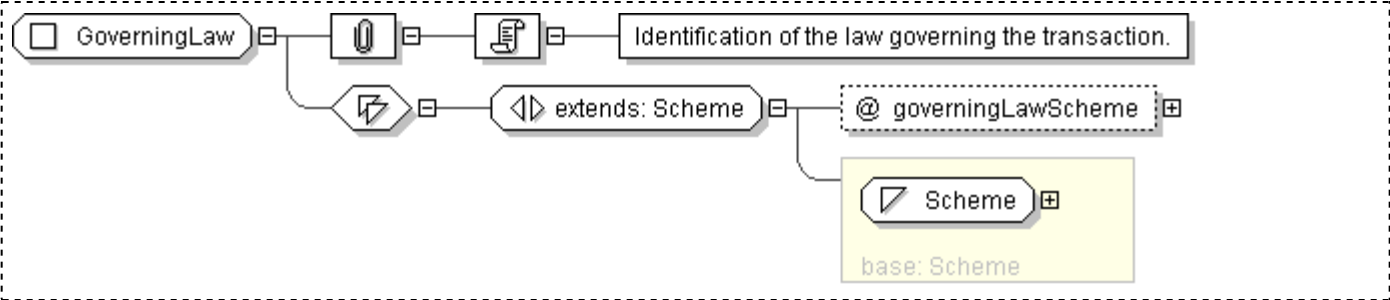 GoverningLaw
Identification of the law governing the transaction.
extends: Scheme
@ governingLawScheme
Scheme
base: Scheme